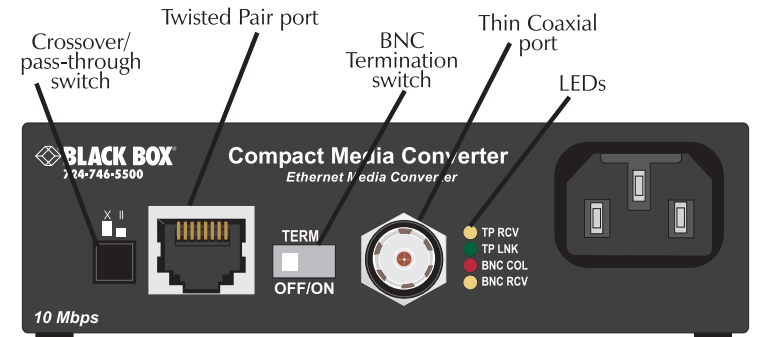 Crossover/
pass-through
switch
Twisted Pair port
BNC
Termination
switch
Thin Coaxial
port
LEDs
BLACK BOX®
724-746-5500
Compact Media Converter
Ethernet Media Converter
X II
TERM
OFF/ON
TP RCV
TP LNK
BNC COL
BNC RCV
10 Mbps